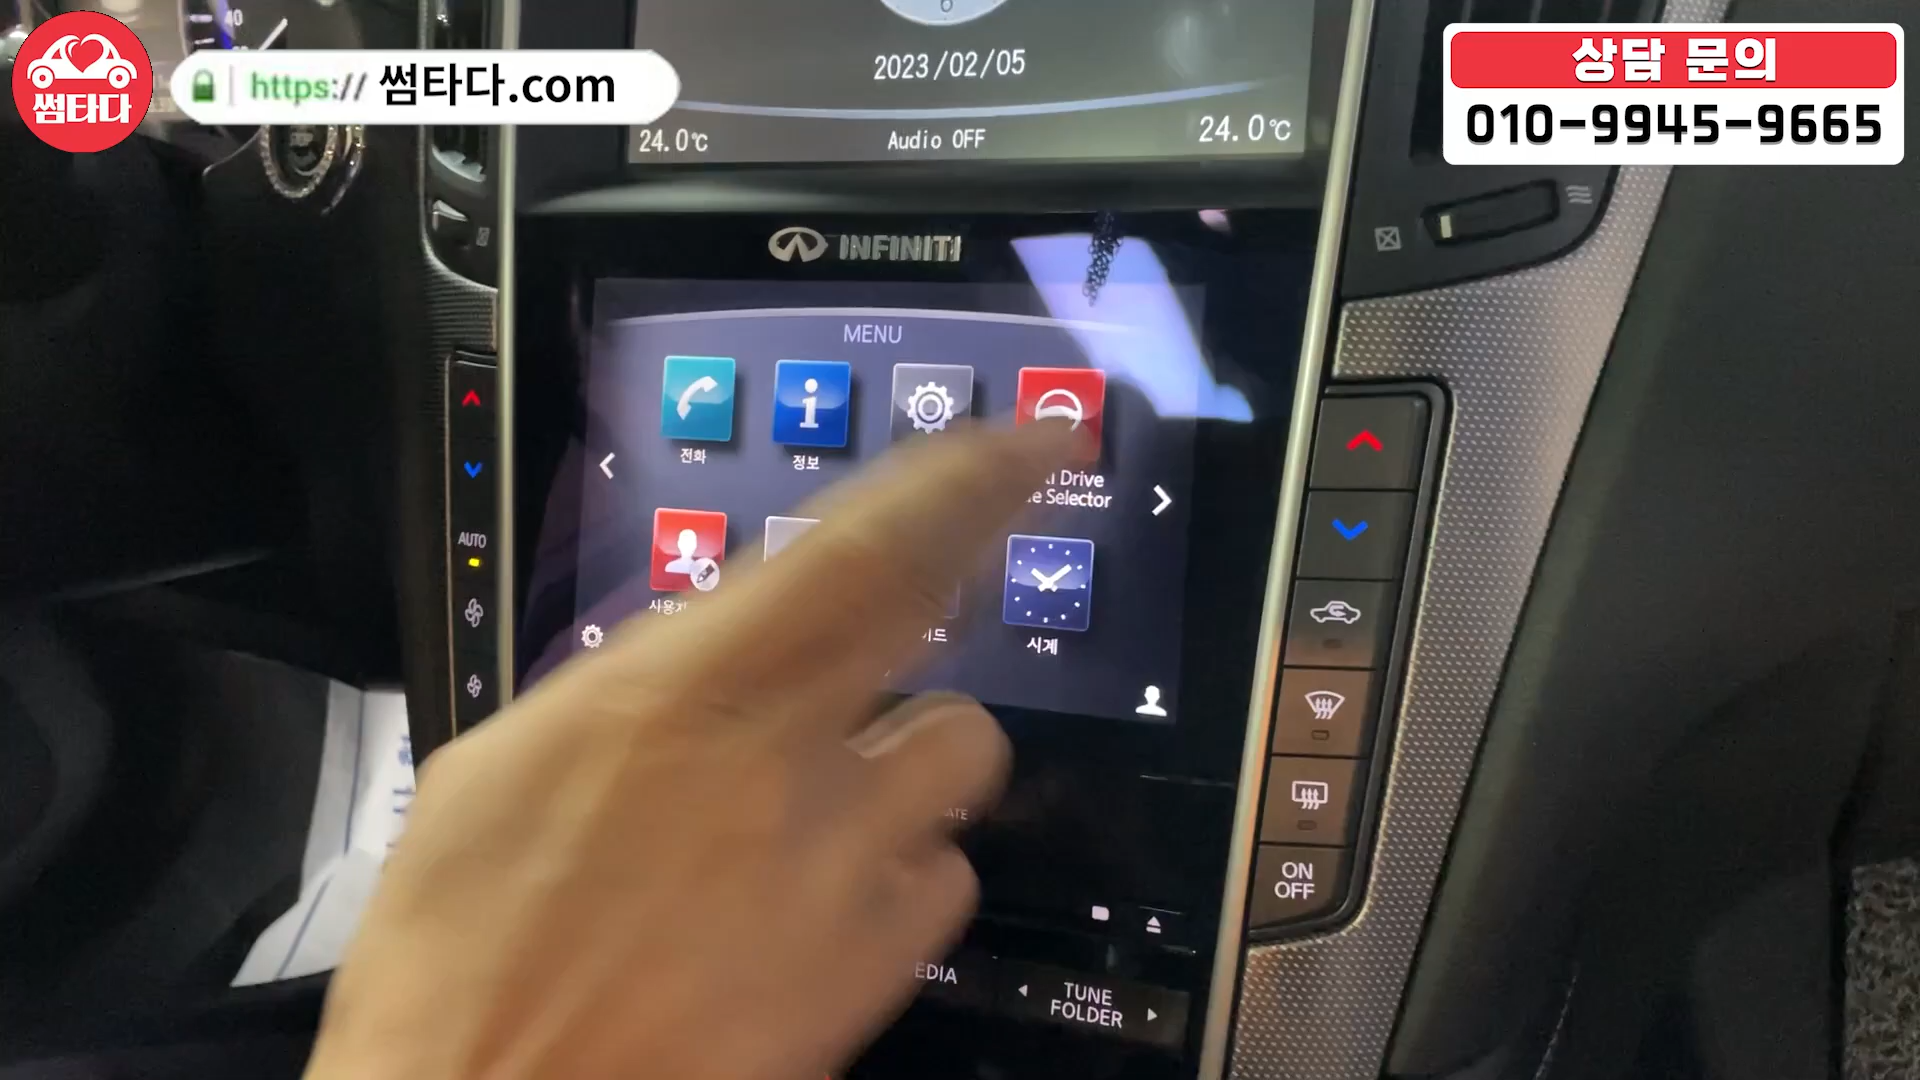 썸타다
https:// 썸타다.com
상담 문의
010-9945-9665
40
6
2023/02/05
24.0℃
Audio OFF
24.0℃
INFINITI
MENU
전화
정보
Drive
Selector
시계
AUTO
ON
OFF
TUNE
FOLDER